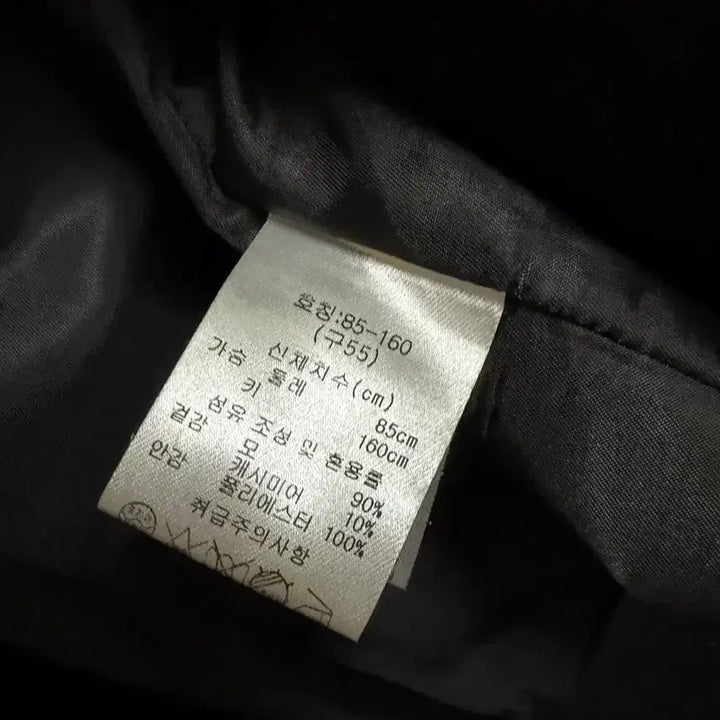 호칭:85-160
(구55)
신체치수(cm)
가슴 둘레 85cm
키 160cm
섬유 조성 및 혼용률
겉감 모 90%
캐시미어 10%
안감 폴리에스터 100%
취급주의사항